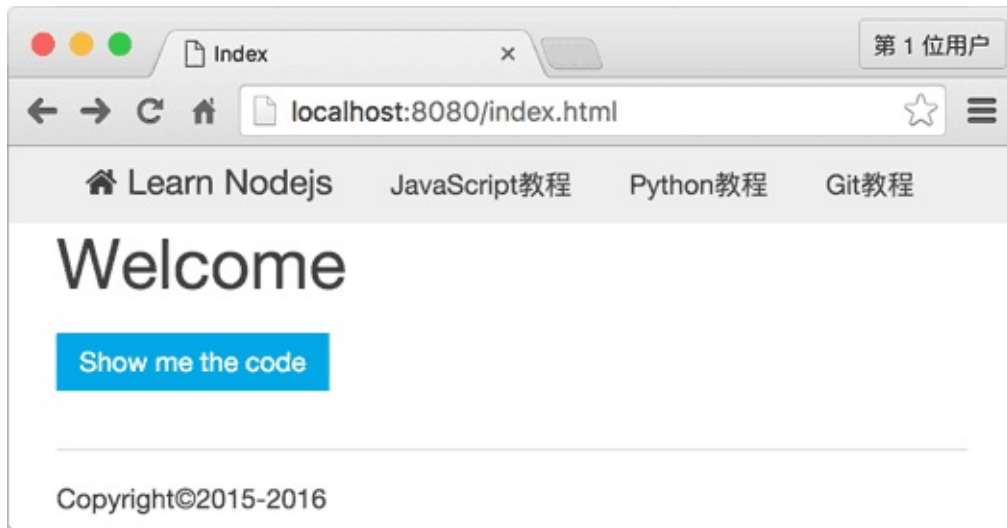 Index
第 1 位用户
localhost:8080/index.html
Learn Nodejs JavaScript教程 Python教程 Git教程
Welcome
Show me the code
Copyright©2015-2016